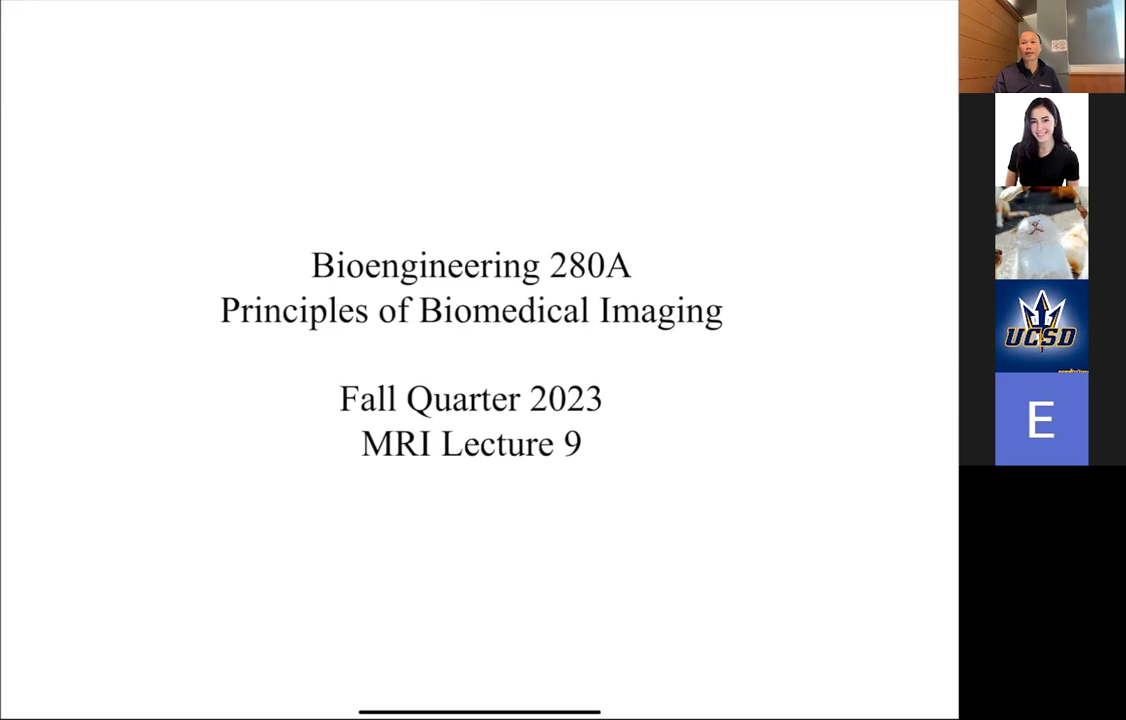 Bioengineering 280A
Principles of Biomedical Imaging
Fall Quarter 2023
MRI Lecture 9
UCSD
E